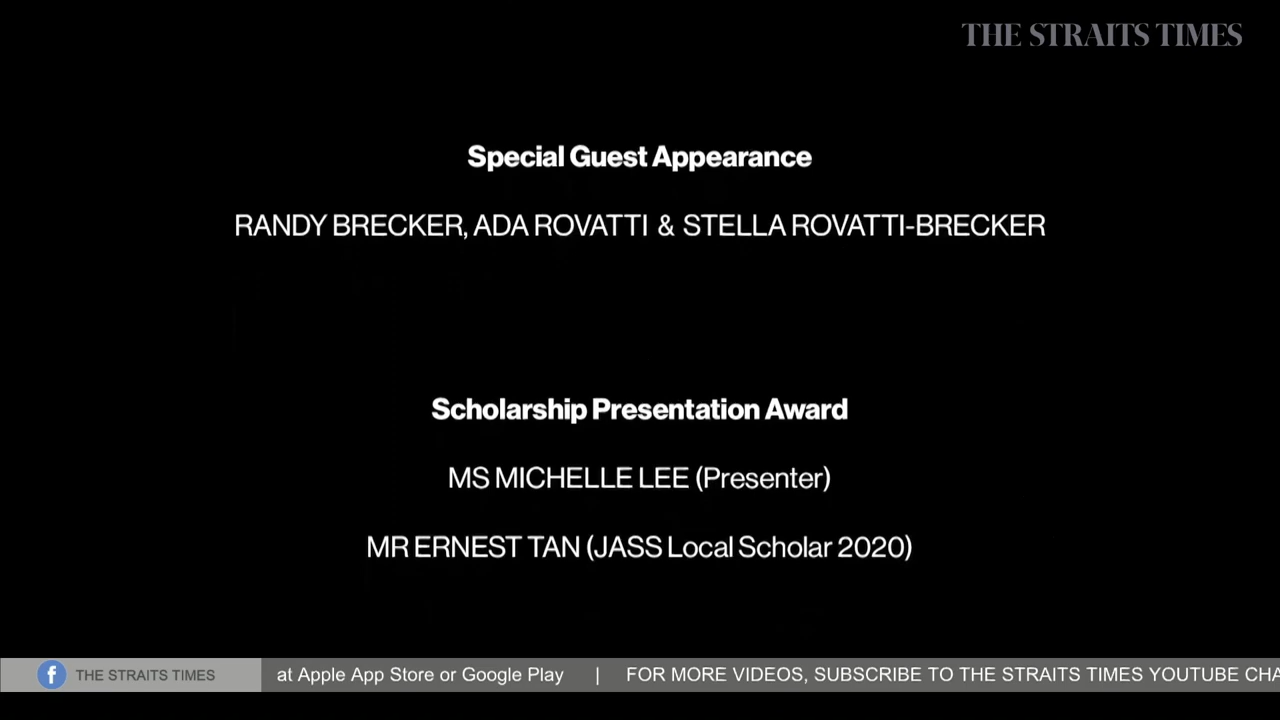 THE STRAITS TIMES
Special Guest Appearance
RANDY BRECKER, ADA ROVATTI & STELLA ROVATTI-BRECKER
Scholarship Presentation Award
MS MICHELLE LEE (Presenter)
MR ERNEST TAN (JASS Local Scholar 2020)
f THE STRAITS TIMES at Apple App Store or Google Play | FOR MORE VIDEOS, SUBSCRIBE TO THE STRAITS TIMES YOUTUBE CHA